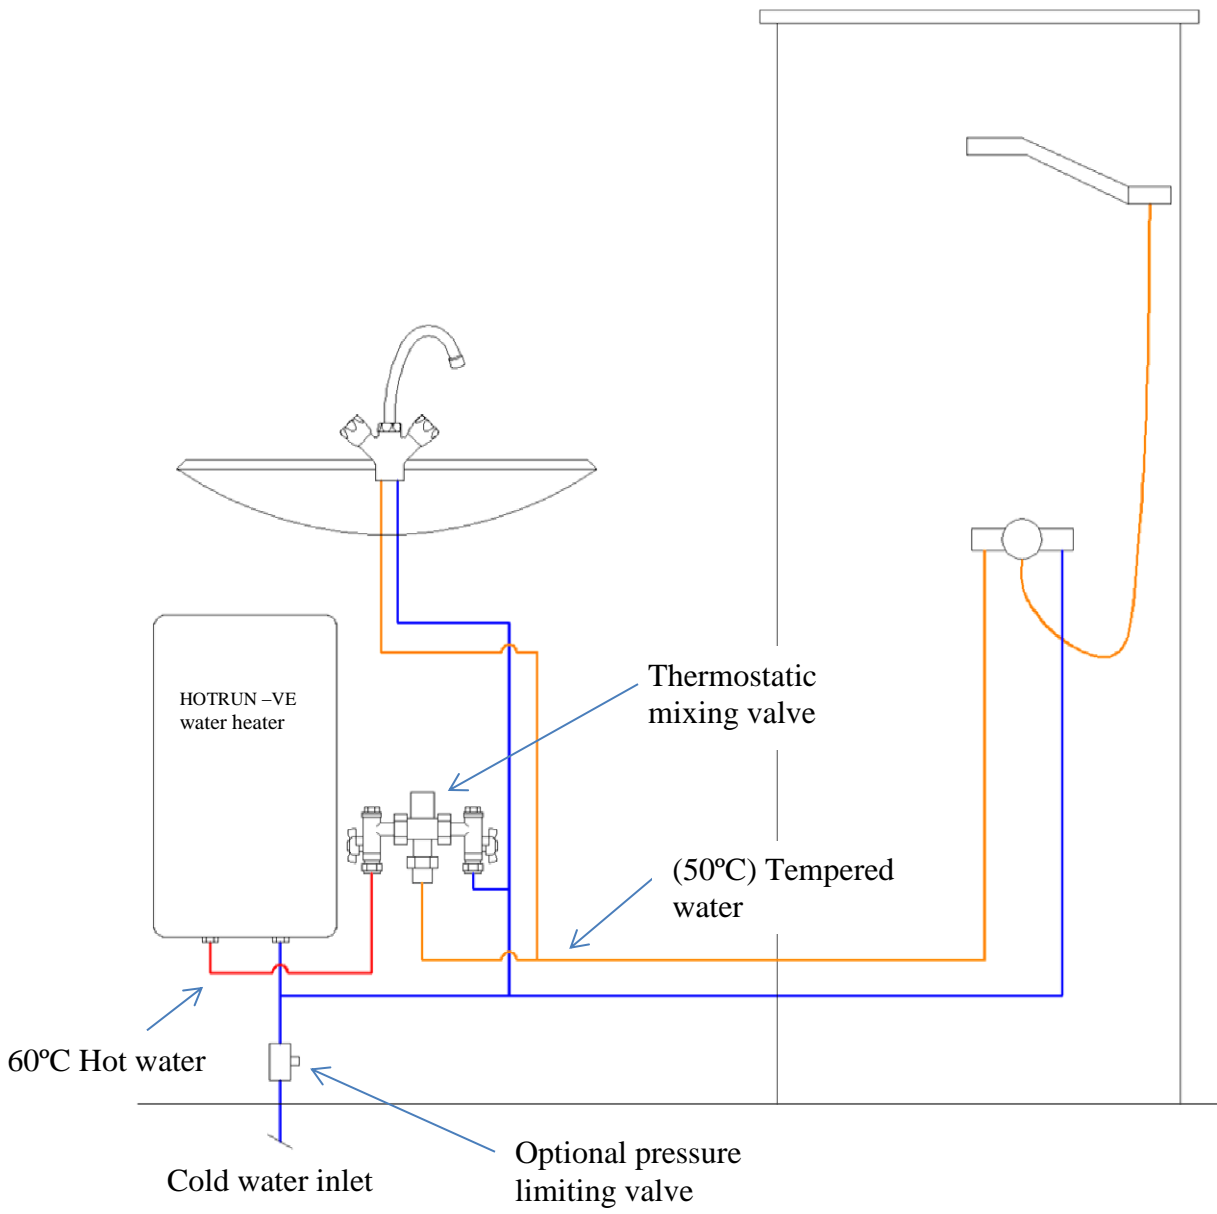 HOTRUN –VE
water heater
Thermostatic
mixing valve
(50ºC) Tempered
water
60ºC Hot water
Cold water inlet
Optional pressure
limiting valve